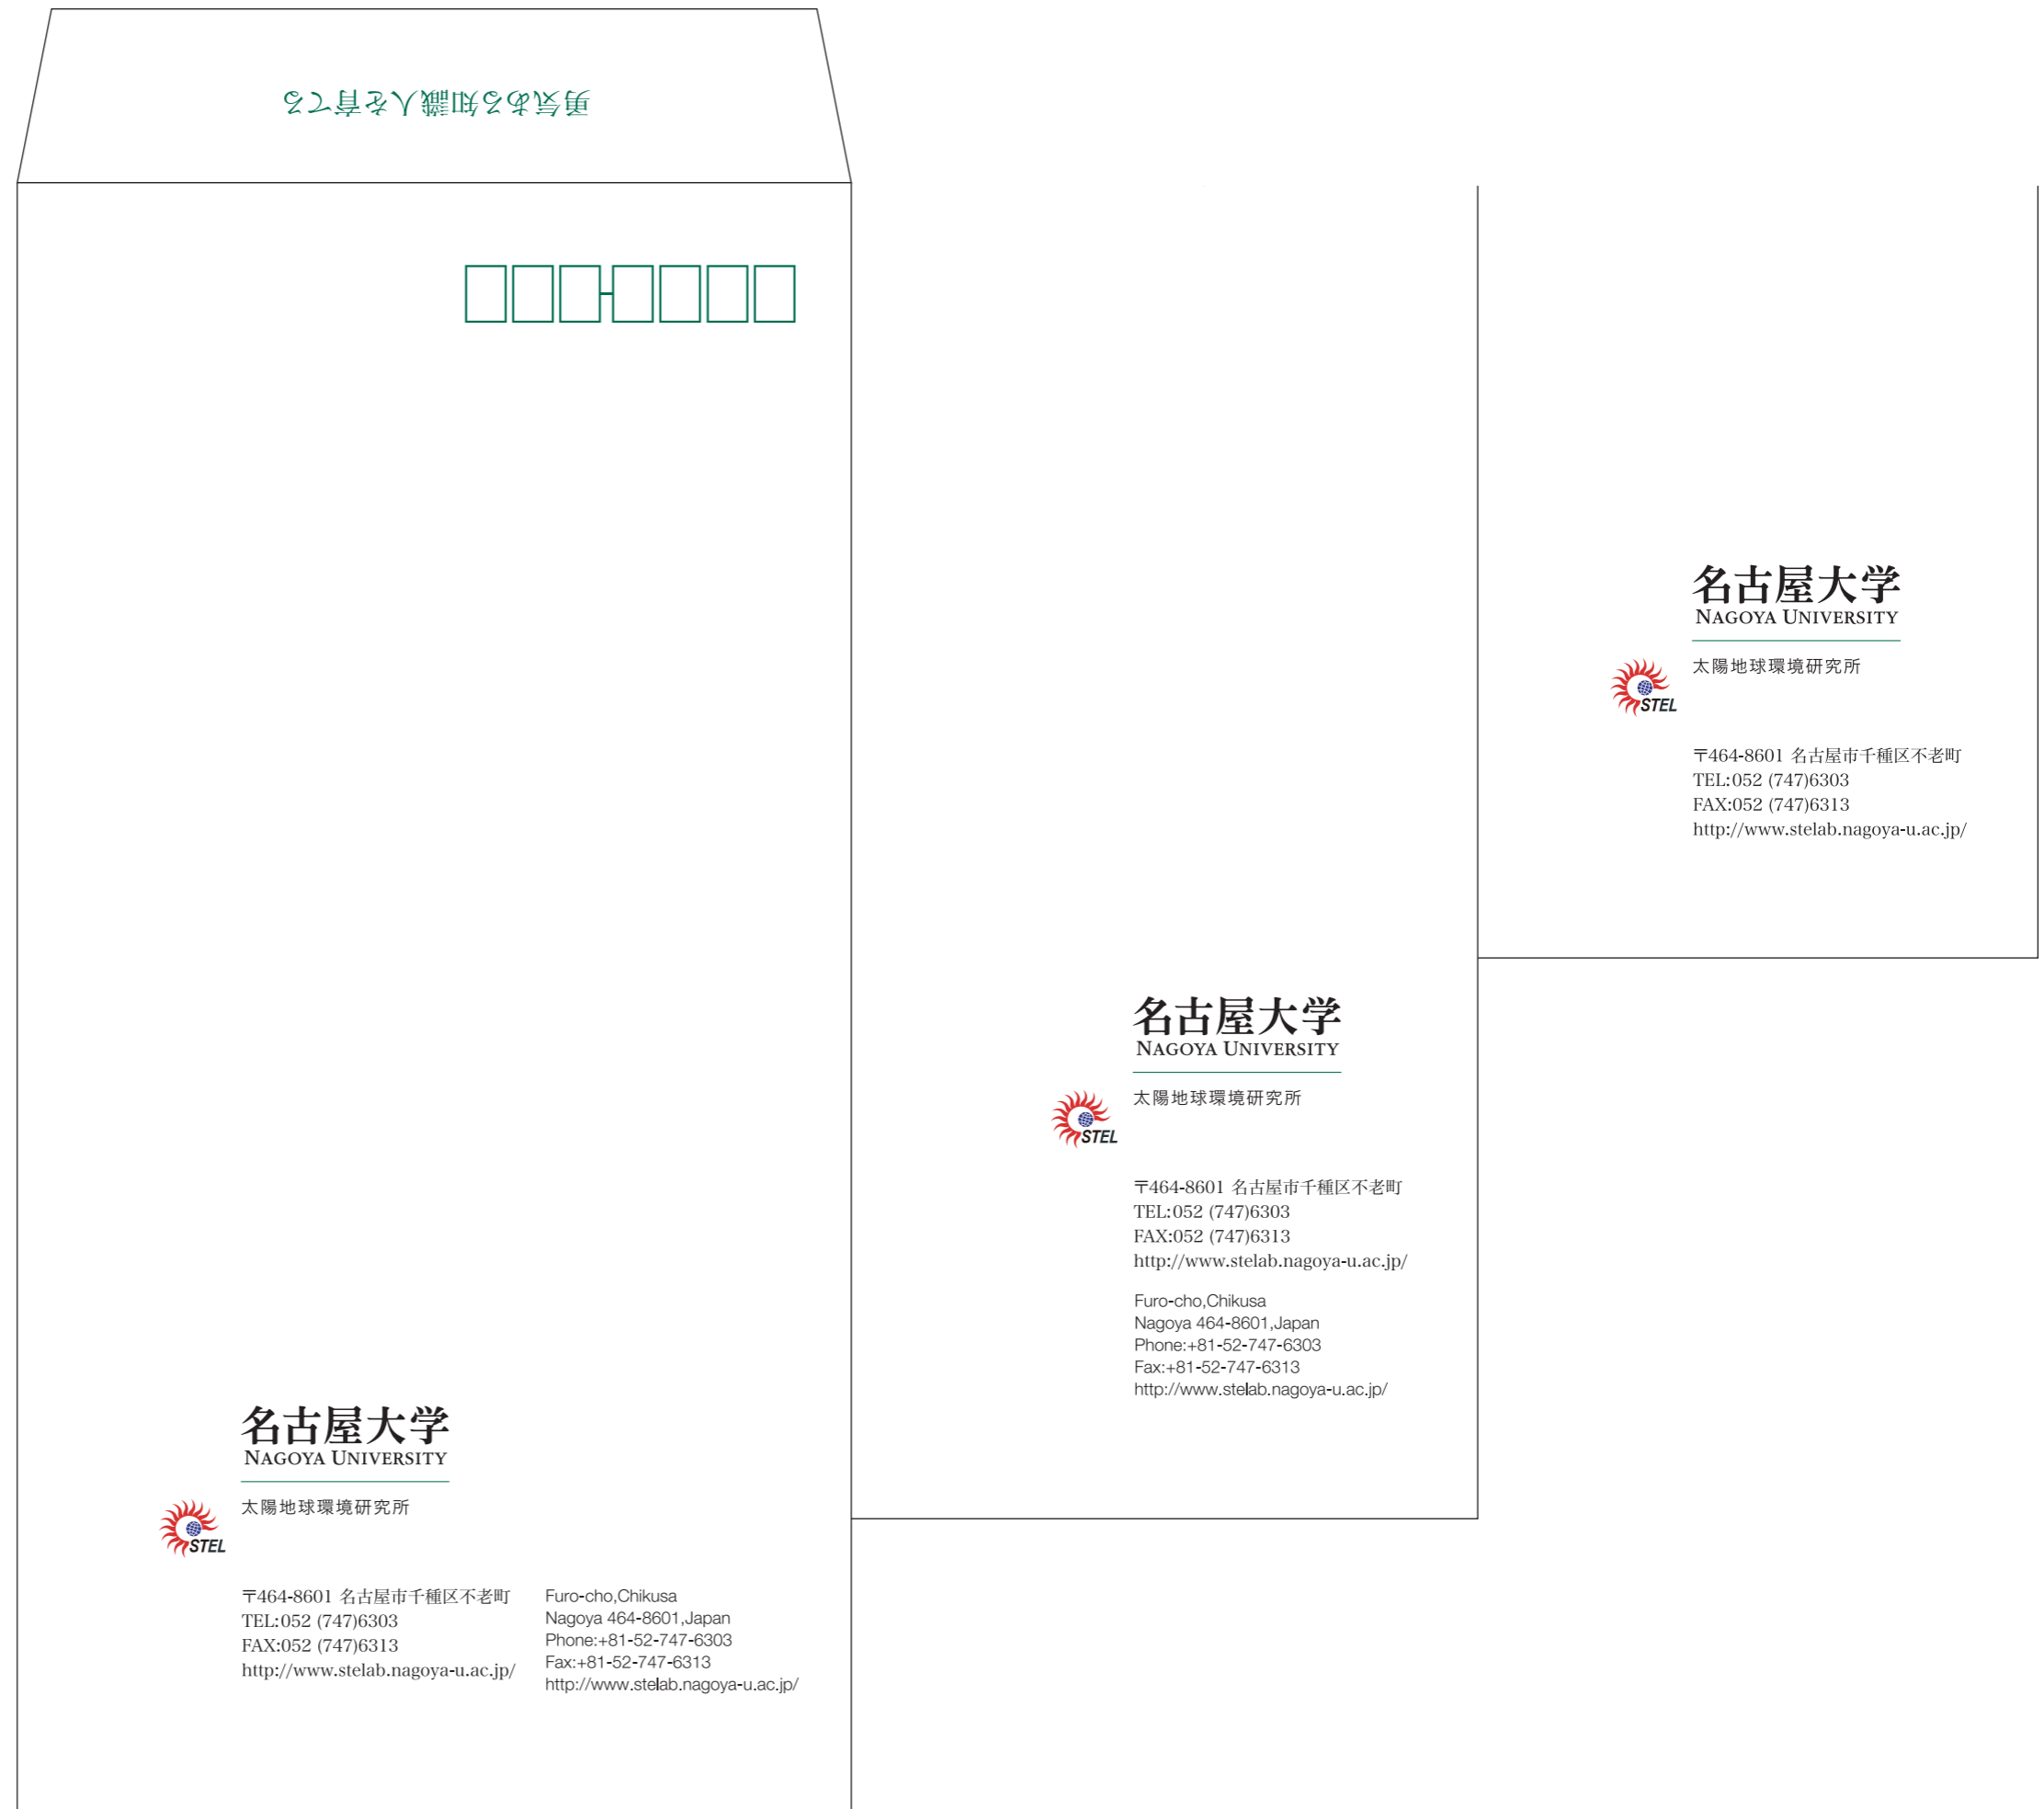 勇気ある知識人を育てる
名古屋大学
NAGOYA UNIVERSITY
太陽地球環境研究所
STEL
〒464-8601 名古屋市千種区不老町
TEL:052 (747)6303
FAX:052 (747)6313
http://www.stelab.nagoya-u.ac.jp/
Furo-cho,Chikusa
Nagoya 464-8601,Japan
Phone:+81-52-747-6303
Fax:+81-52-747-6313
http://www.stelab.nagoya-u.ac.jp/
名古屋大学
NAGOYA UNIVERSITY
太陽地球環境研究所
STEL
〒464-8601 名古屋市千種区不老町
TEL:052 (747)6303
FAX:052 (747)6313
http://www.stelab.nagoya-u.ac.jp/
Furo-cho,Chikusa
Nagoya 464-8601,Japan
Phone:+81-52-747-6303
Fax:+81-52-747-6313
http://www.stelab.nagoya-u.ac.jp/
名古屋大学
NAGOYA UNIVERSITY
太陽地球環境研究所
STEL
〒464-8601 名古屋市千種区不老町
TEL:052 (747)6303
FAX:052 (747)6313
http://www.stelab.nagoya-u.ac.jp/